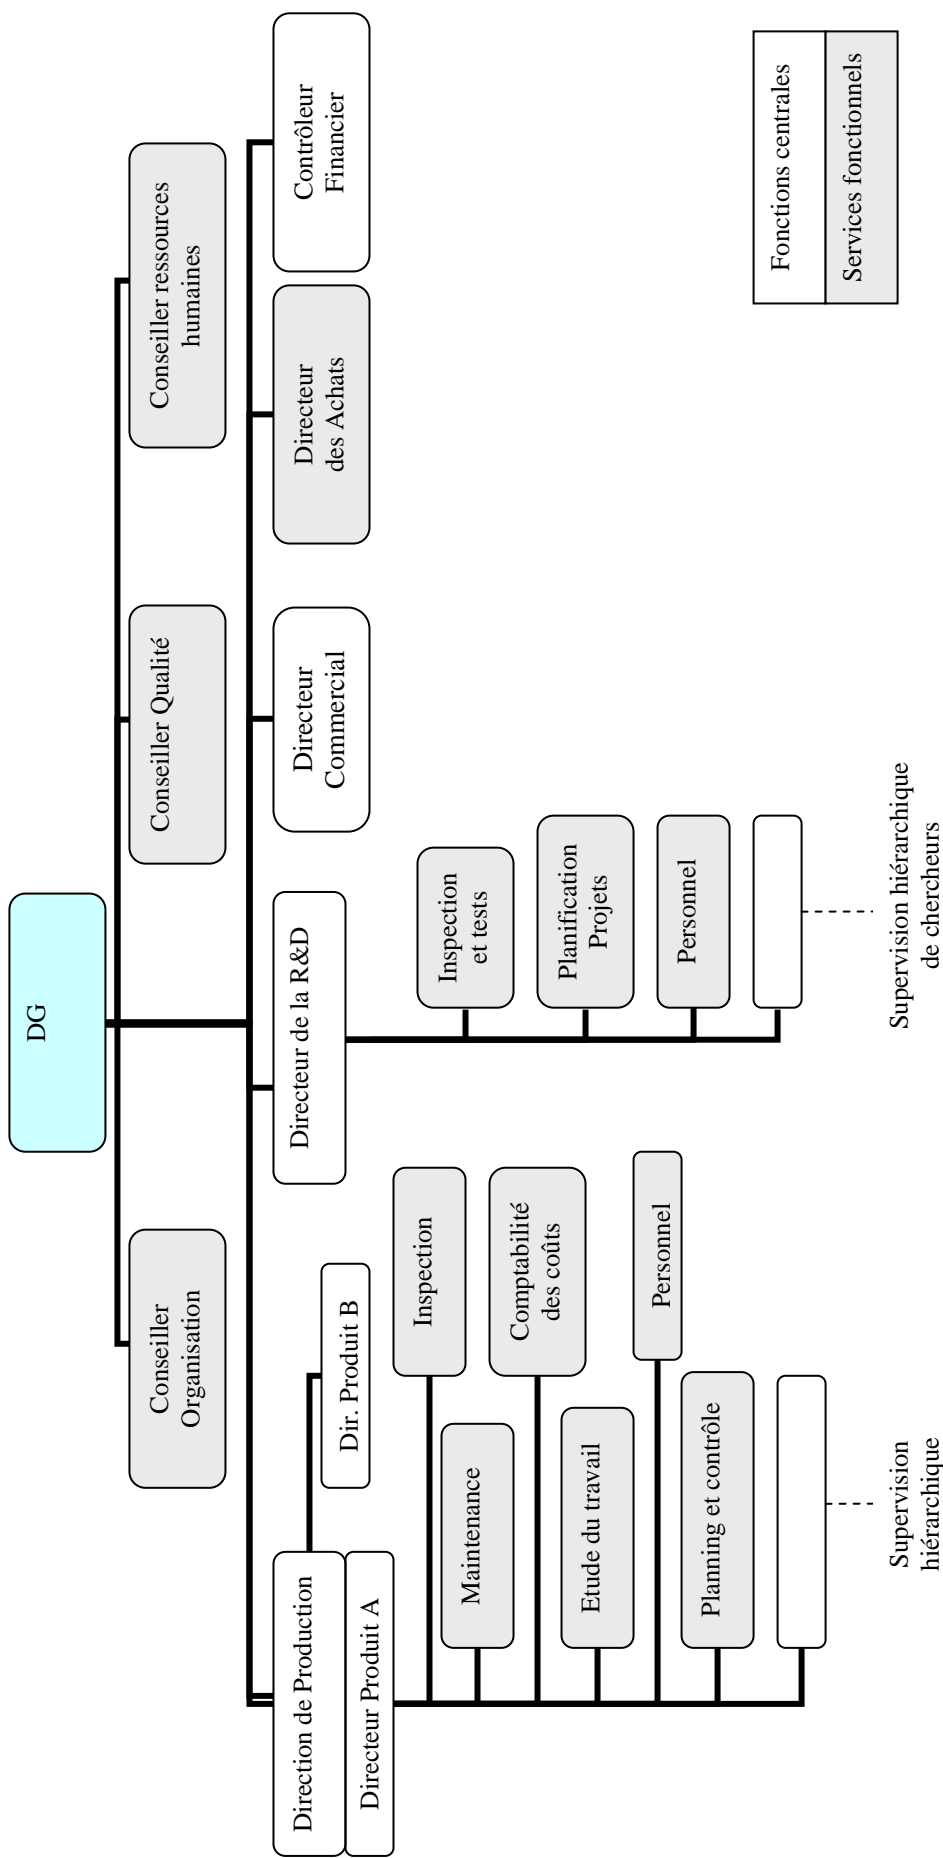 DG
Conseiller
Organisation
Conseiller Qualité
Conseiller ressources
humaines
Direction de Production
Directeur Produit A
Dir. Produit B
Directeur de la R&D
Directeur
Commercial
Directeur
des Achats
Contrôleur
Financier
Inspection
Maintenance
Comptabilité
des coûts
Etude du travail
Personnel
Planning et contrôle
Supervision
hiérarchique
Inspection
et tests
Planification
Projets
Personnel
Supervision hiérarchique
de chercheurs
Fonctions centrales
Services fonctionnels